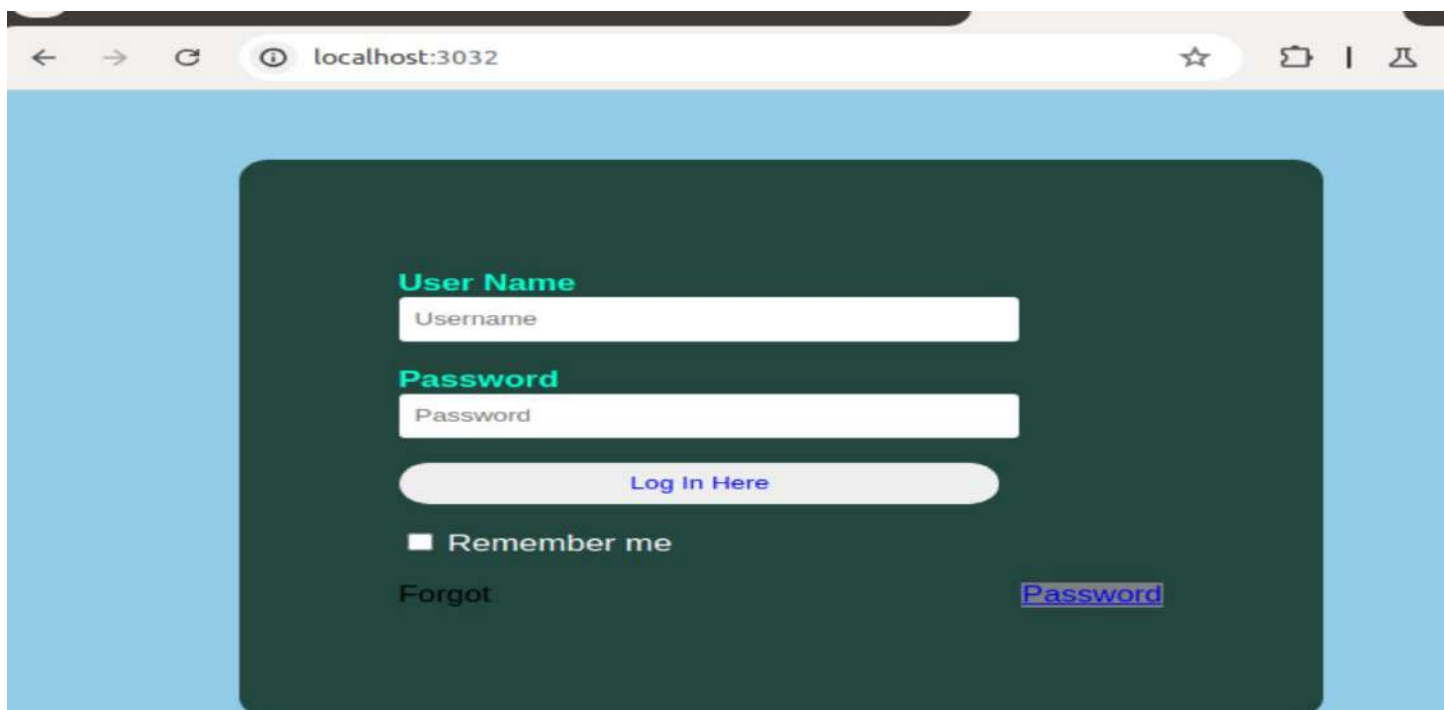 localhost:3032
User Name
Username
Password
Password
Log In Here
Remember me
Forgot Password